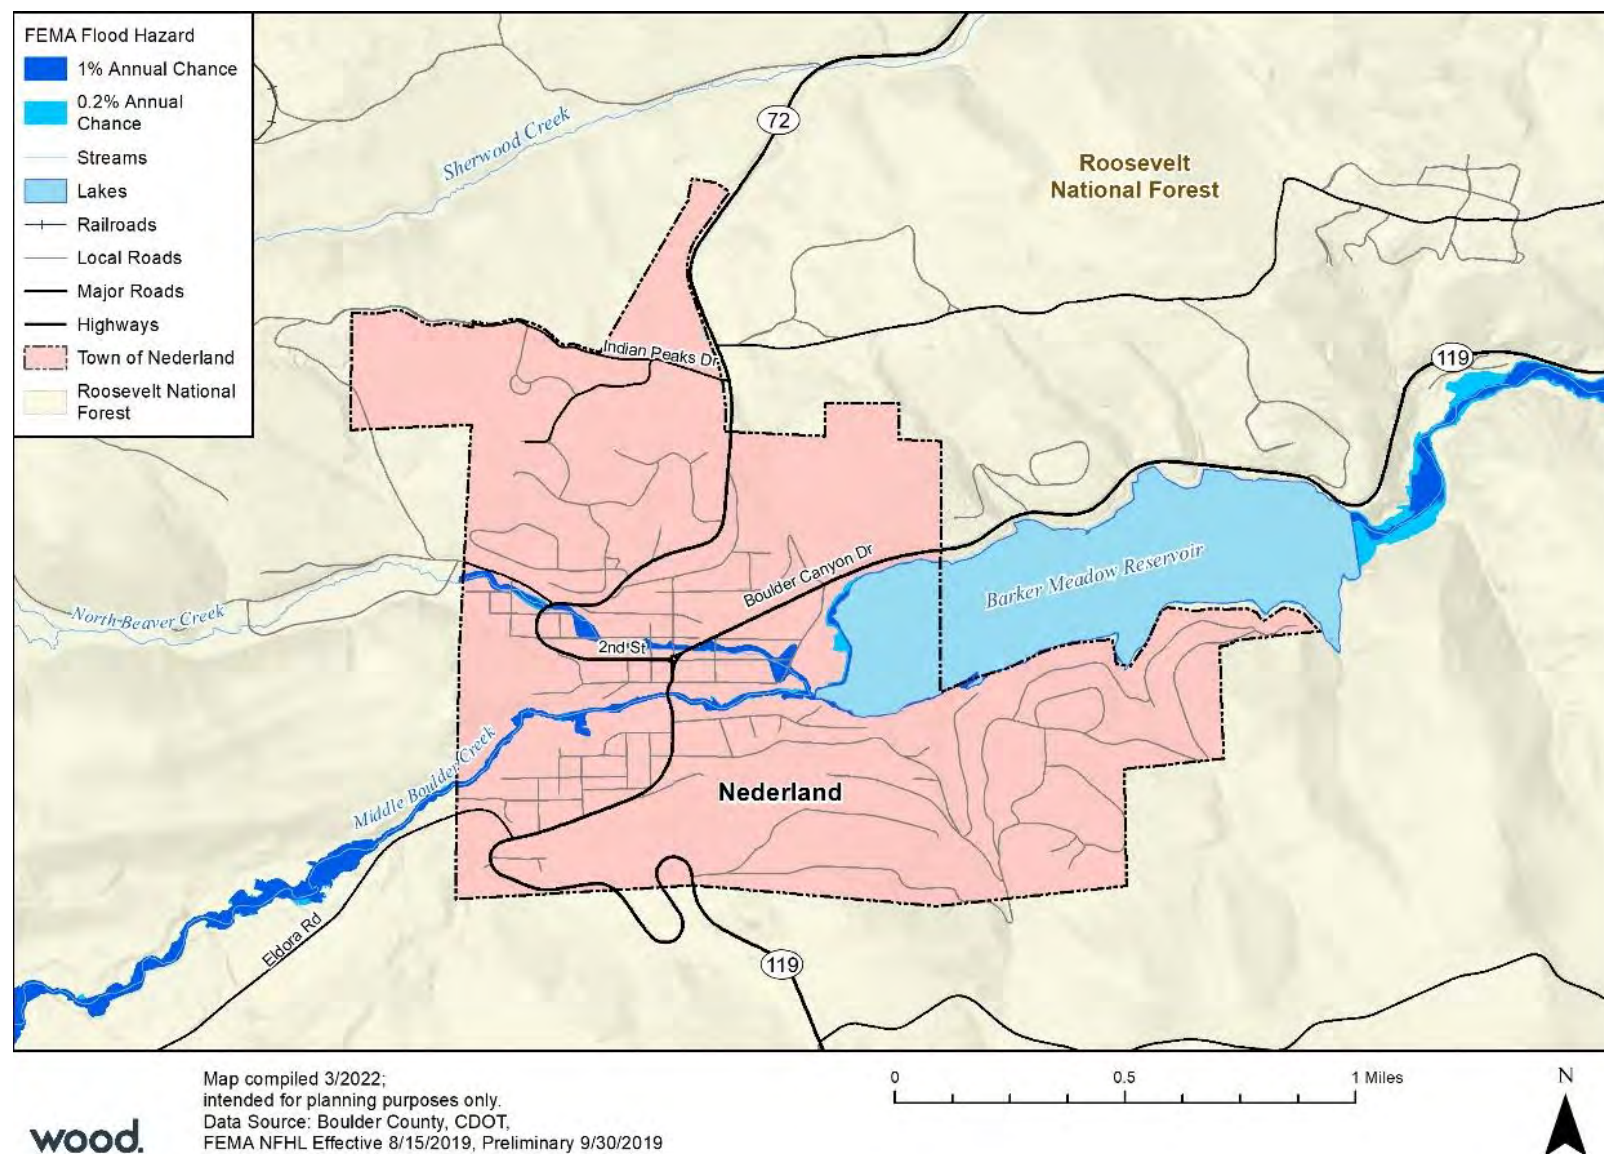 FEMA Flood Hazard
1% Annual Chance
0.2% Annual
Chance
Streams
Lakes
Railroads
Local Roads
Major Roads
Highways
Town of Nederland
Roosevelt National
Forest
72
Sherwood Creek
Roosevelt
National Forest
Indian Peaks Dr
119
Boulder Canyon Dr
Barker Meadow Reservoir
North Beaver Creek
2nd St
Middle Boulder Creek
Nederland
Eldora Rd
119
Map compiled 3/2022;
intended for planning purposes only.
Data Source: Boulder County, CDOT,
FEMA NFHL Effective 8/15/2019, Preliminary 9/30/2019
wood.
0 0.5 1 Miles
N